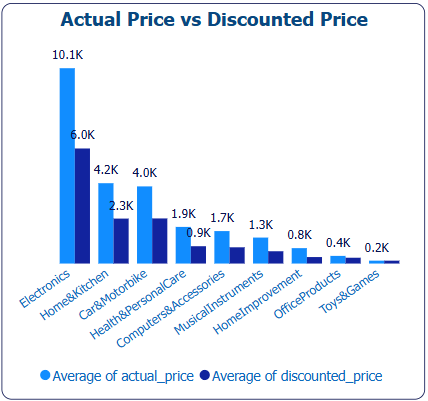 Actual Price vs Discounted Price
10.1K
6.0K
4.2K
2.3K
4.0K
1.9K
0.9K
1.7K
1.3K
0.8K
0.4K
0.2K
Electronics
Home&Kitchen
Car&Motorbike
Health&PersonalCare
Computers&Accessories
MusicalInstruments
HomeImprovement
OfficeProducts
Toys&Games
Average of actual_price Average of discounted_price